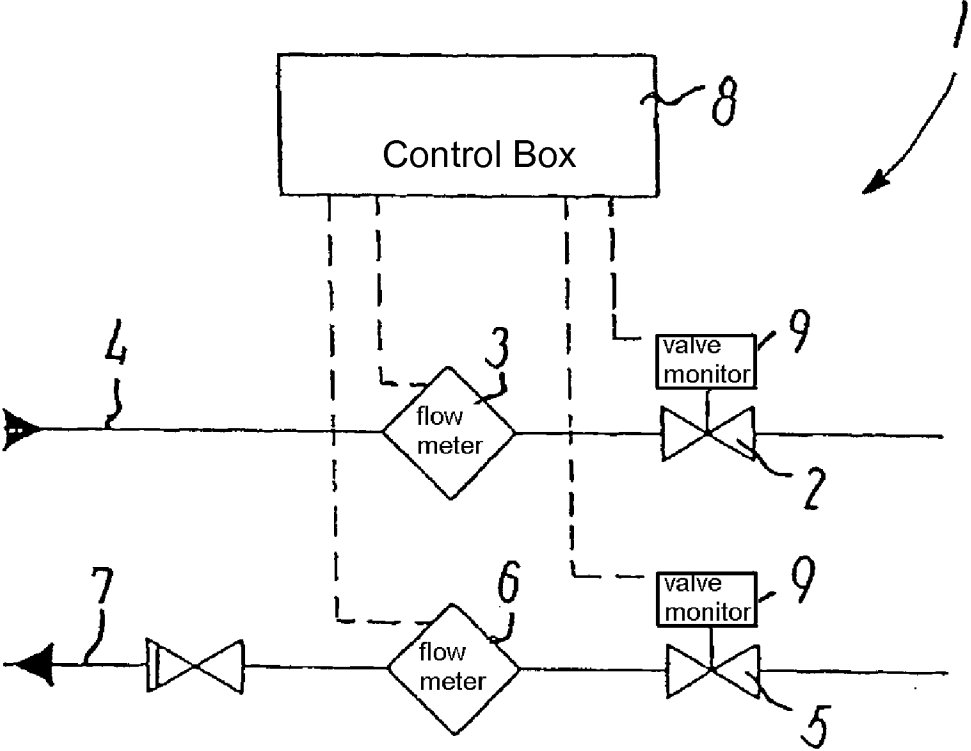 1
8
Control Box
4
3
9
valve
monitor
flow
meter
2
7
6
9
valve
monitor
flow
meter
5